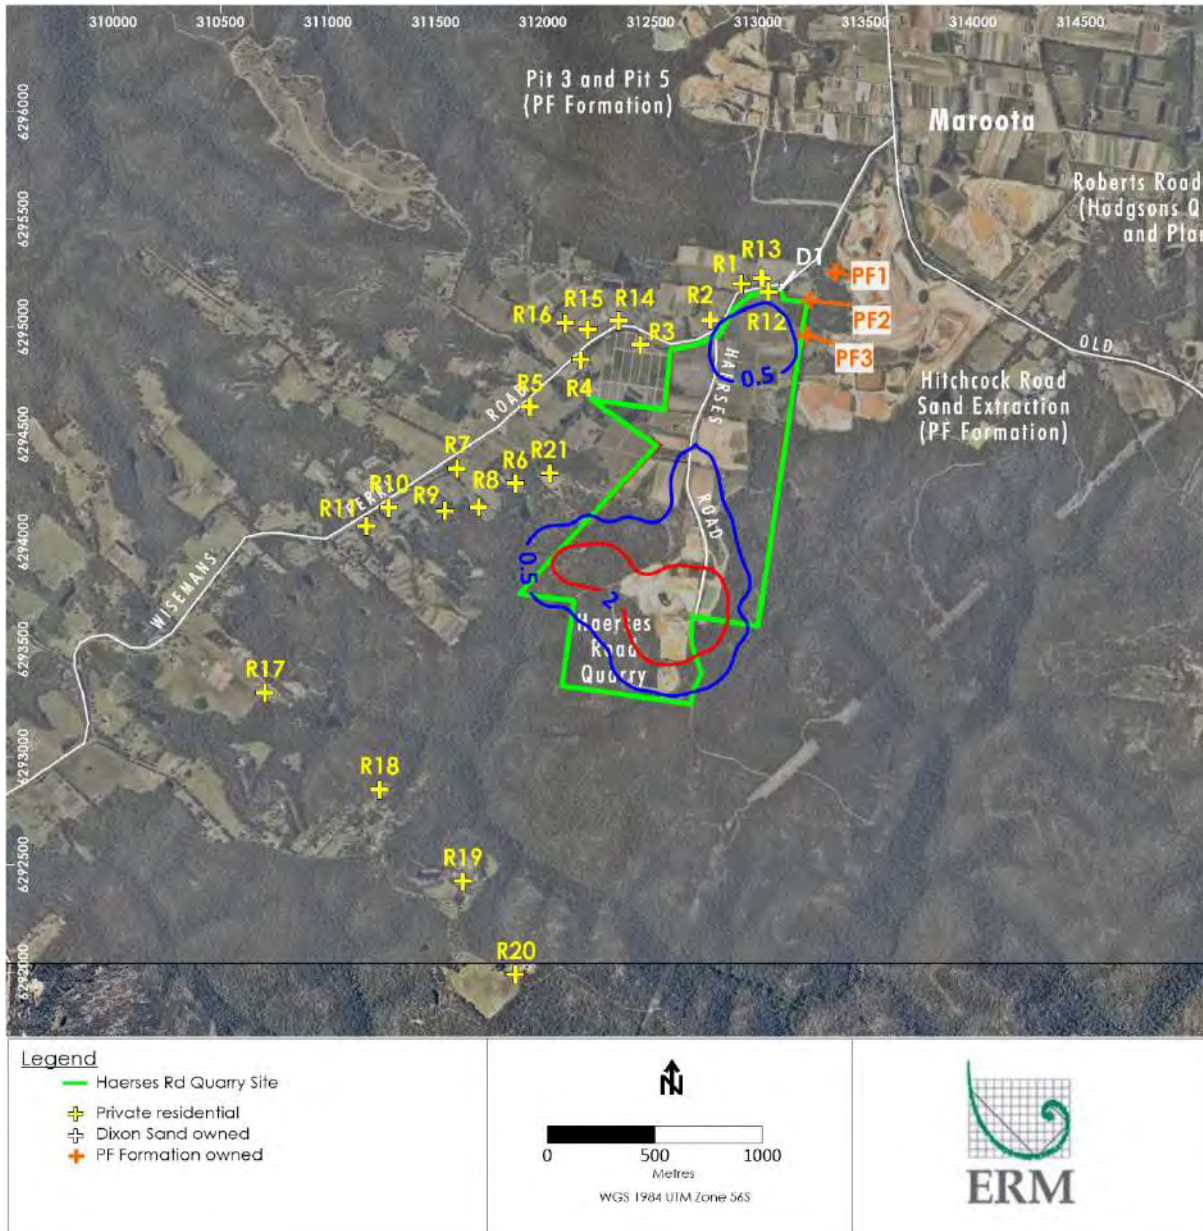 310000 310500 311000 311500 312000 312500 313000 313500 314000 314500
6296000
6295500
6295000
6294500
6294000
6293500
6293000
6292500
6292000
Pit 3 and Pit 5
(PF Formation)
Maroota
Roberts Road
(Hodgsons Q
and Plan
R13
D1
R1
PF1
R15 R14
R16
R2
R12
PF2
R3
PF3
OLD
R5
R4
HAERSES
0.5
Hitchcock Road
Sand Extraction
(PF Formation)
ROAD
R7
R6 R21
R10
R9
R8
R11
FERRY
ROAD
WISEMANS
0.5
2
Haerses
Road
Quarry
R17
R18
R19
R20
Legend
Haerses Rd Quarry Site
Private residential
Dixon Sand owned
PF Formation owned
N
0 500 1000
Metres
WGS 1984 UTM Zone 56S
ERM